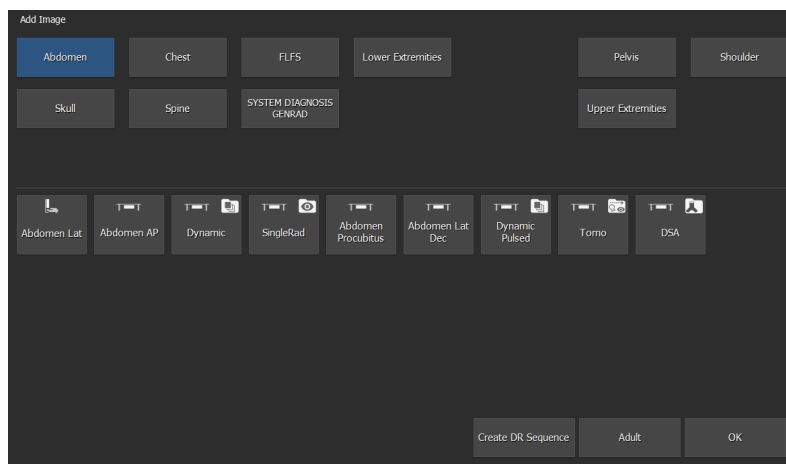 Add Image
Abdomen
Chest
FLFS
Lower Extremities
Pelvis
Shoulder
Skull
Spine
SYSTEM DIAGNOSIS
GENRAD
Upper Extremities
Abdomen Lat
Abdomen AP
Dynamic
SingleRad
Abdomen
Procubitus
Abdomen Lat
Dec
Dynamic
Pulsed
Tomo
DSA
Create DR Sequence
Adult
OK